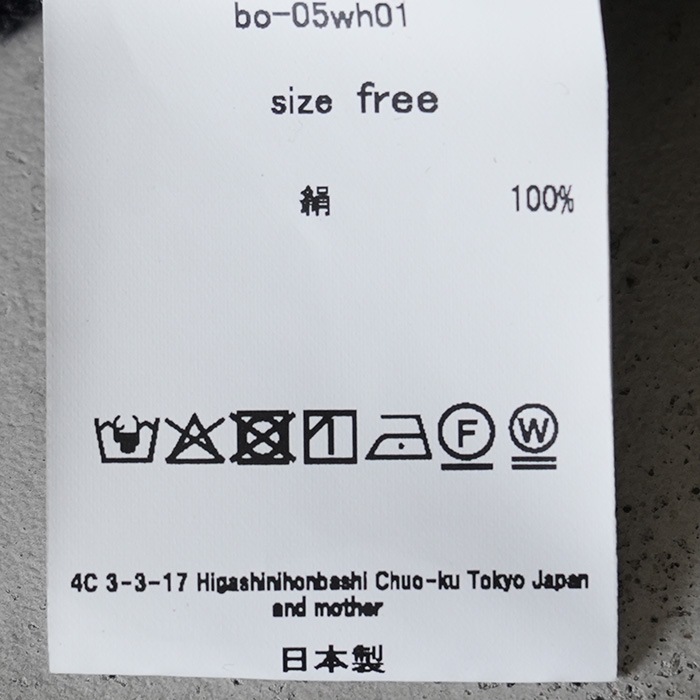 bo-05wh01
size free
絹 100%
F W
4C 3-3-17 Higashinihonbashi Chuo-ku Tokyo Japan
and mother
日本製